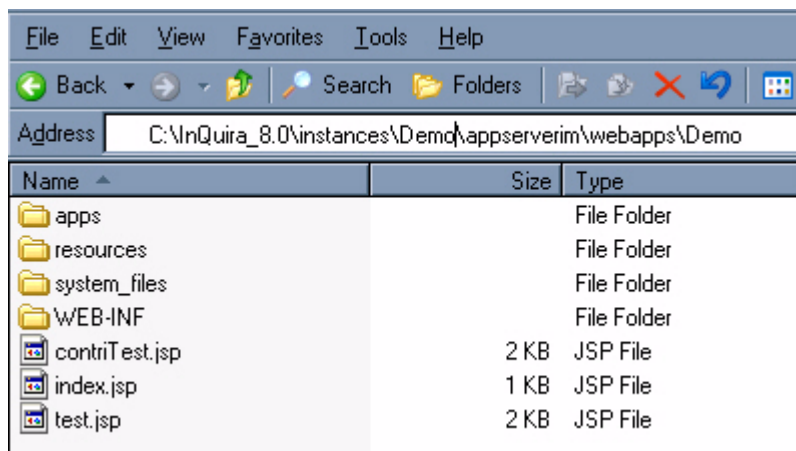 File Edit View Favorites Tools Help
Back Search Folders
Address C:\InQuira_8.0\instances\Demo\appserverim\webapps\Demo
Name Size Type
apps File Folder
resources File Folder
system_files File Folder
WEB-INF File Folder
contriTest.jsp 2 KB JSP File
index.jsp 1 KB JSP File
test.jsp 2 KB JSP File